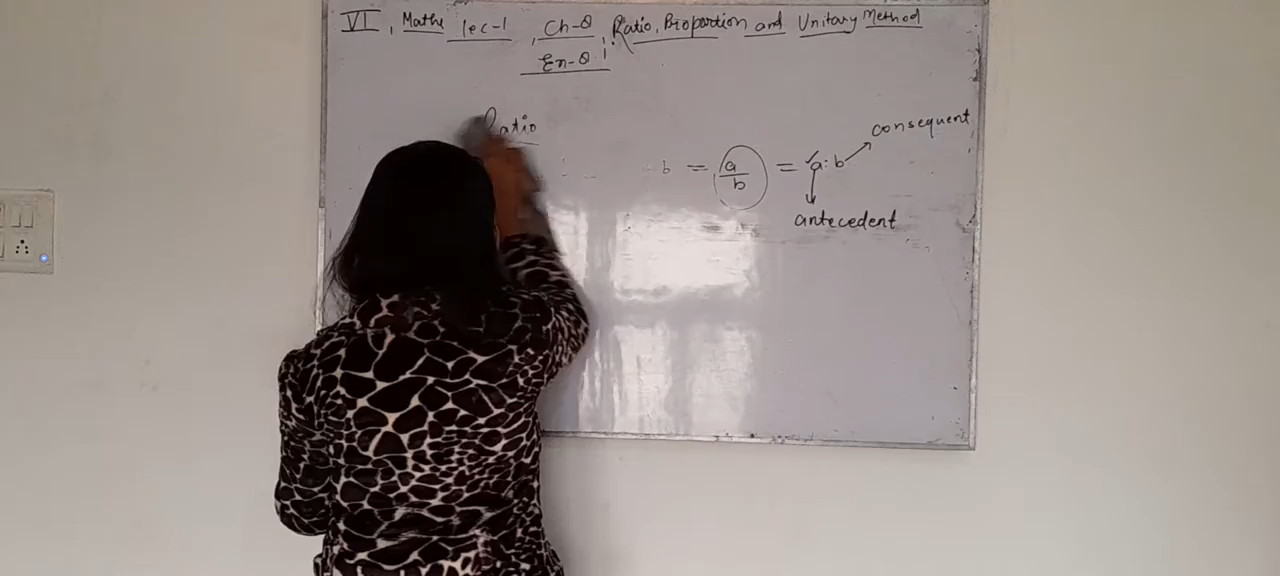 VI, Maths lec-1, Ch-8, Ratio, Proportion and Unitary Method
Ex-8.1
Ratio
consequent
b = a/b = a:b
antecedent